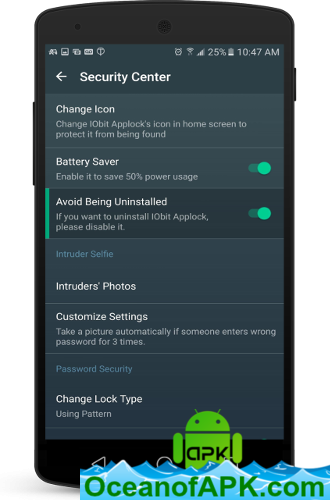 25% 10:47 AM
Security Center
Change Icon
Change IObit Applock's icon in home screen to
protect it from being found
Battery Saver
Enable it to save 50% power usage
Avoid Being Uninstalled
If you want to uninstall IObit Applock,
please disable it.
Intruder Selfie
Intruders' Photos
Customize Settings
Take a picture automatically if someone enters wrong
password for 3 times.
Password Security
Change Lock Type
Using Pattern
apk
OceanofAPK.com